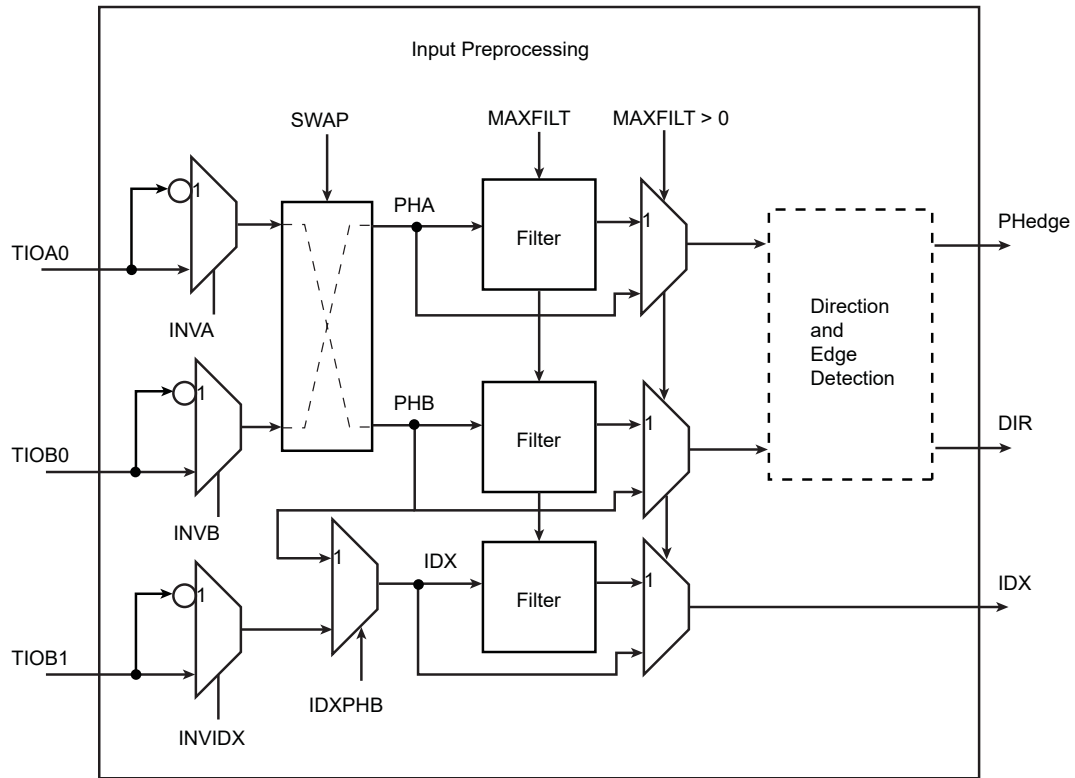 Input Preprocessing
SWAP
MAXFILT
MAXFILT > 0
1
PHA
1
PHedge
TIOA0
Filter
Direction
and
Edge
Detection
INVA
1
PHB
1
DIR
TIOB0
Filter
INVB
1
IDX
1
IDX
1
Filter
TIOB1
IDXPHB
INVIDX